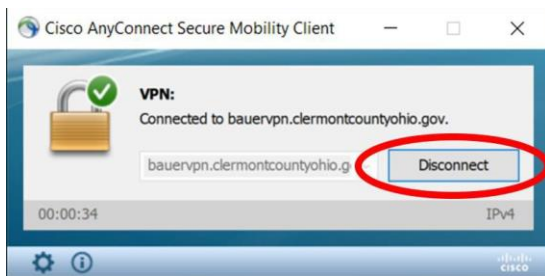 Cisco AnyConnect Secure Mobility Client
VPN:
Connected to bauervpn.clermontcountyohio.gov.
bauervpn.clermontcountyohio.g
Disconnect
00:00:34
IPv4
CISCO